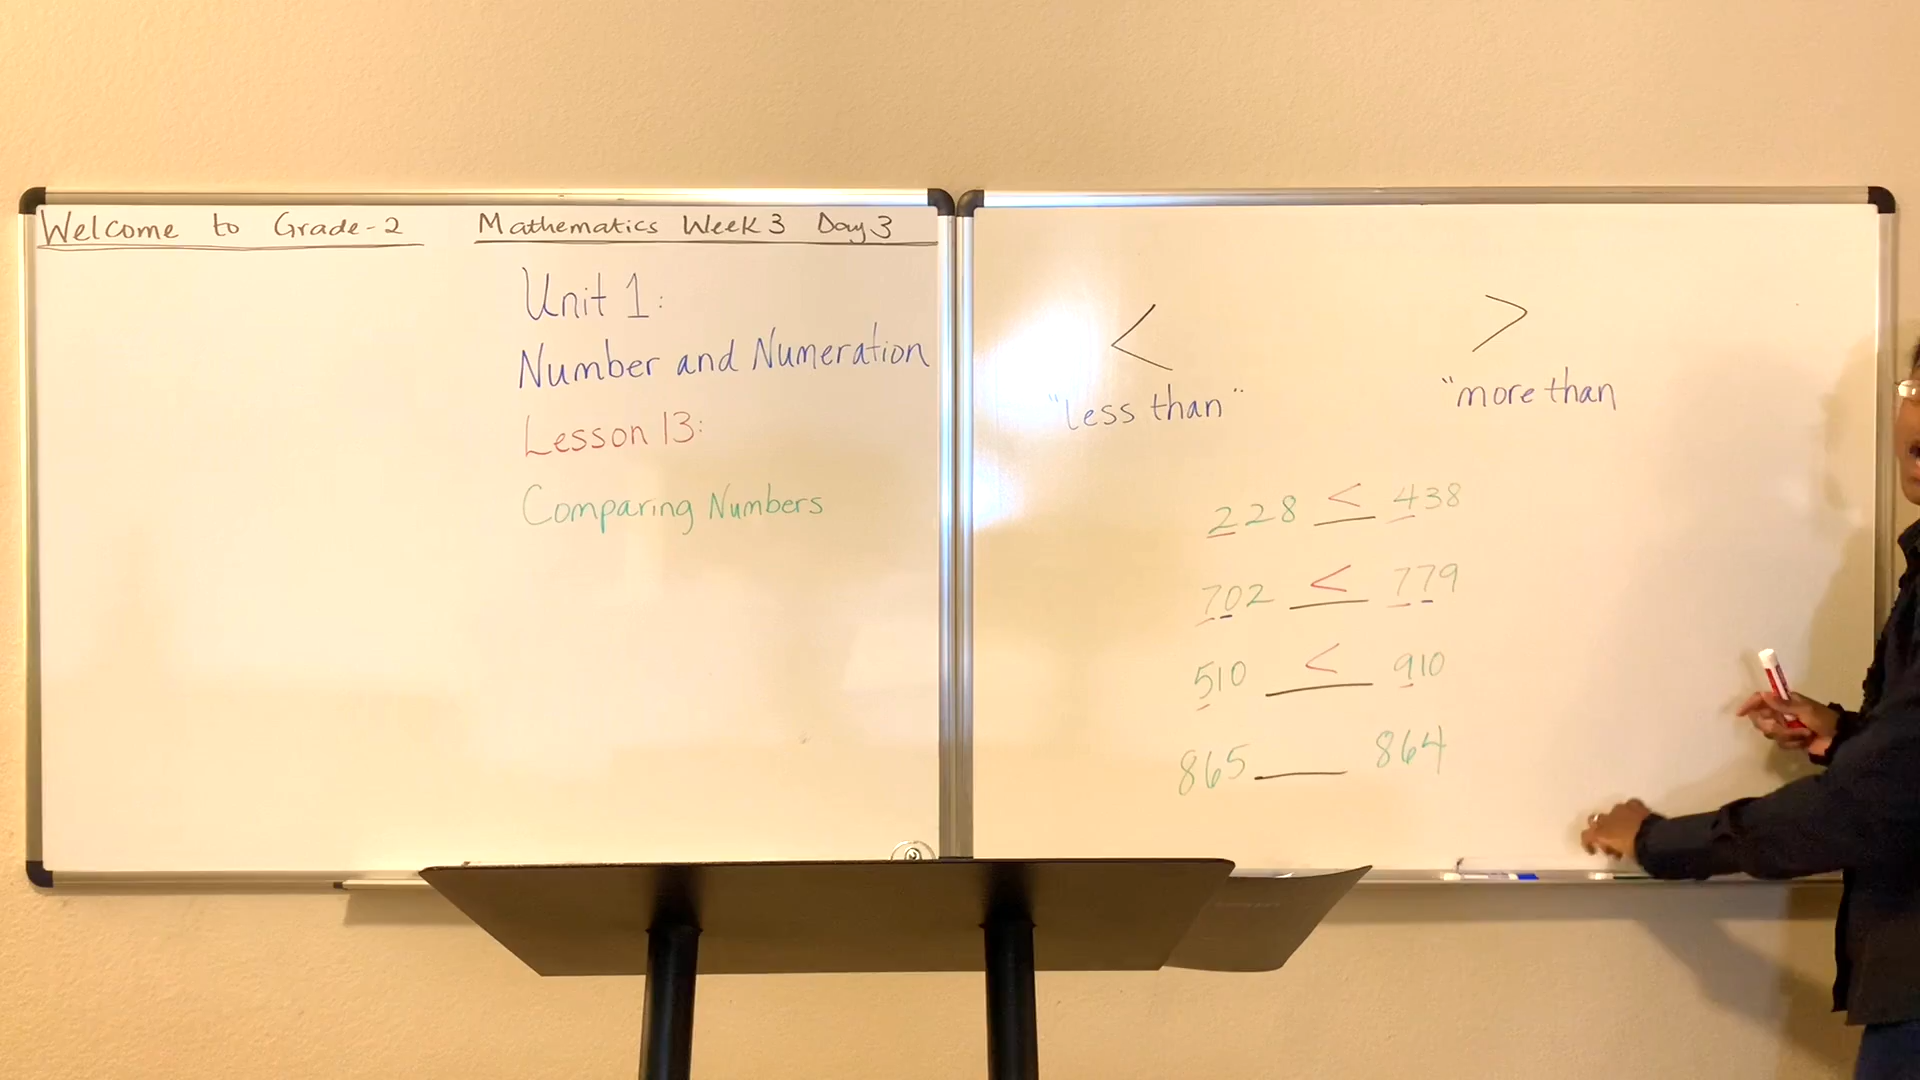 Welcome to Grade-2 Mathematics Week 3 Day 3
Unit 1:
Number and Numeration
Lesson 13:
Comparing Numbers
< >
"less than" "more than
228 < 438
702 < 779
510 < 910
865 ___ 864